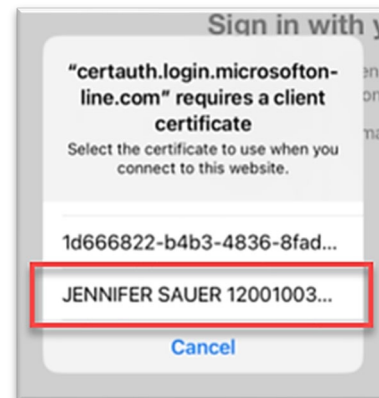 Sign in with y
"certauth.login.microsofton-
line.com" requires a client
certificate
Select the certificate to use when you
connect to this website.
1d666822-b4b3-4836-8fad...
JENNIFER SAUER 12001003...
Cancel